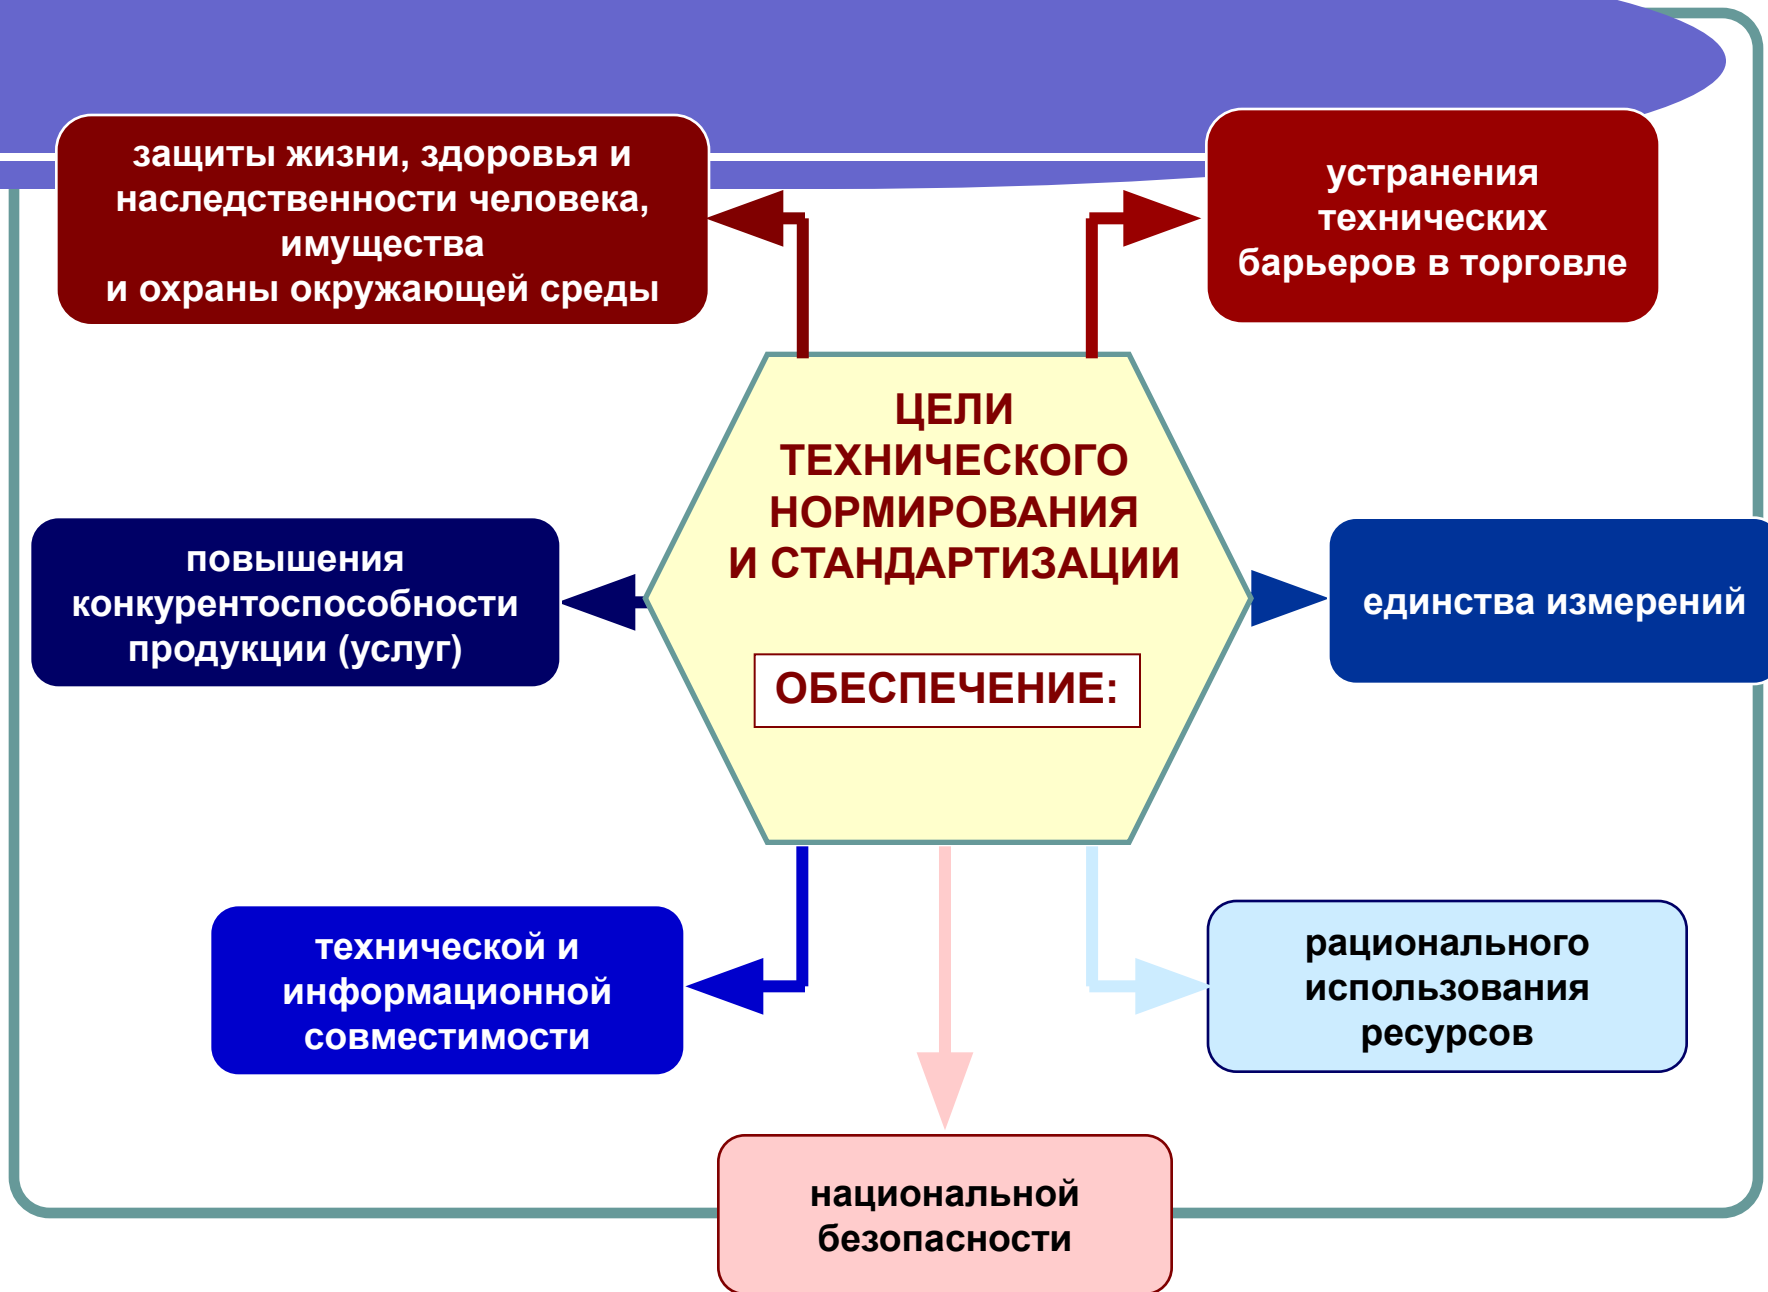 защиты жизни, здоровья и
наследственности человека,
имущества
и охраны окружающей среды
устранения
технических
барьеров в торговле
ЦЕЛИ
ТЕХНИЧЕСКОГО
НОРМИРОВАНИЯ
И СТАНДАРТИЗАЦИИ
ОБЕСПЕЧЕНИЕ:
повышения
конкурентоспособности
продукции (услуг)
единства измерений
технической и
информационной
совместимости
рационального
использования
ресурсов
национальной
безопасности